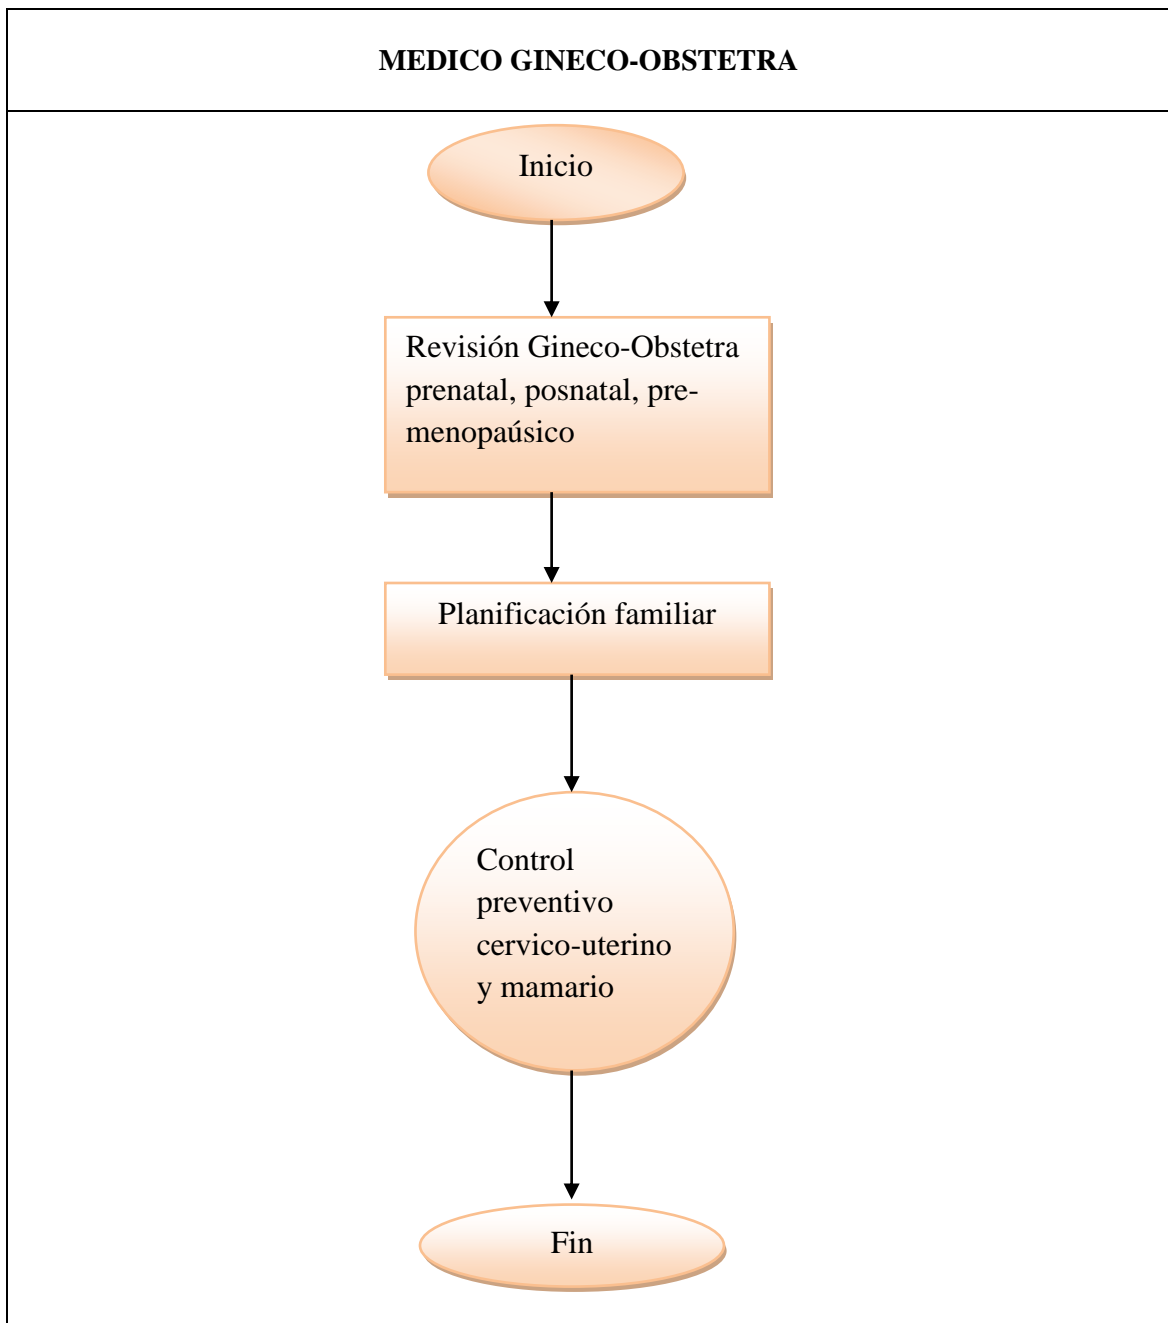 MEDICO GINECO-OBSTETRA
Inicio
Revisión Gineco-Obstetra
prenatal, posnatal, pre-
menopaúsico
Planificación familiar
Control
preventivo
cervico-uterino
y mamario
Fin